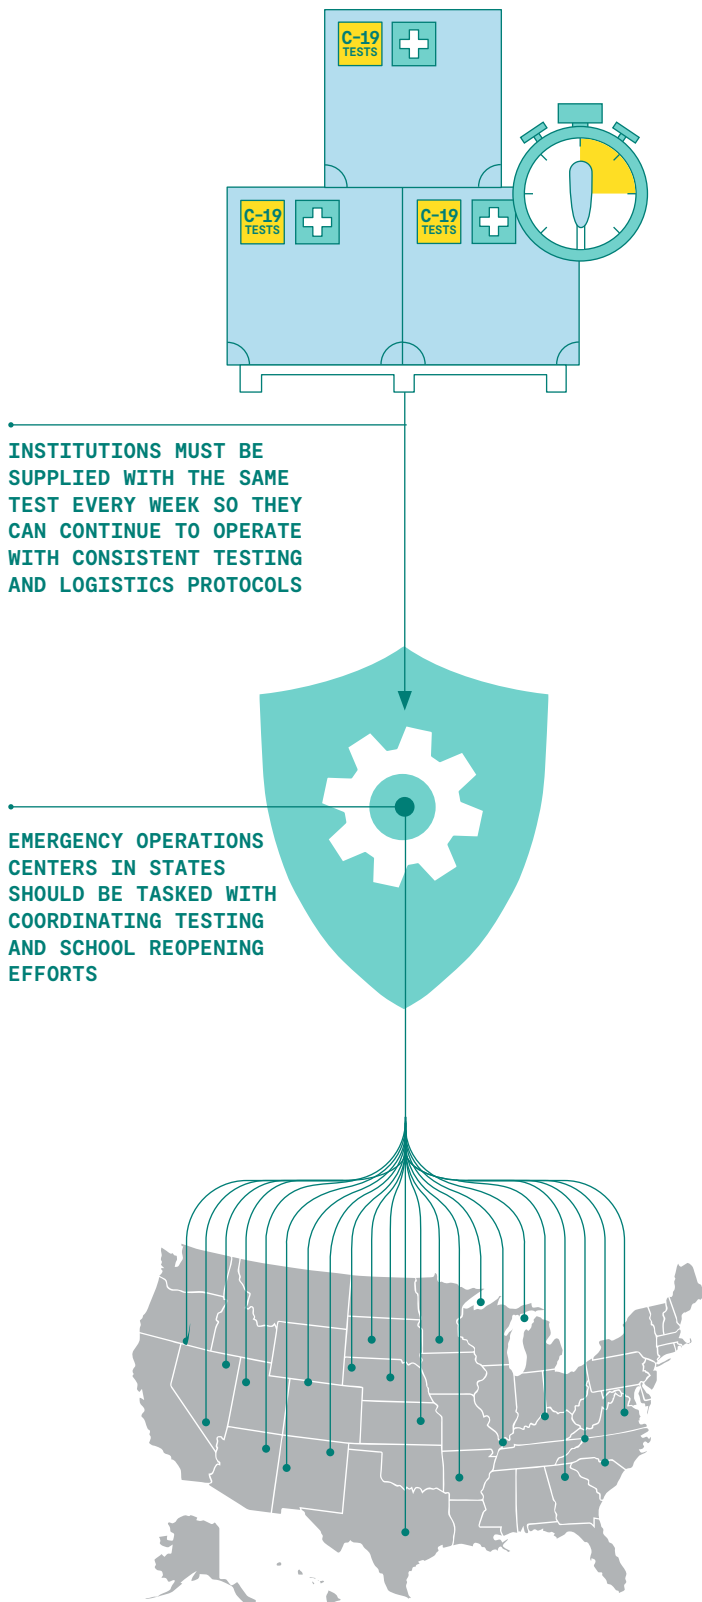 C-19
TESTS
C-19
TESTS
C-19
TESTS
INSTITUTIONS MUST BE
SUPPLIED WITH THE SAME
TEST EVERY WEEK SO THEY
CAN CONTINUE TO OPERATE
WITH CONSISTENT TESTING
AND LOGISTICS PROTOCOLS
EMERGENCY OPERATIONS
CENTERS IN STATES
SHOULD BE TASKED WITH
COORDINATING TESTING
AND SCHOOL REOPENING
EFFORTS